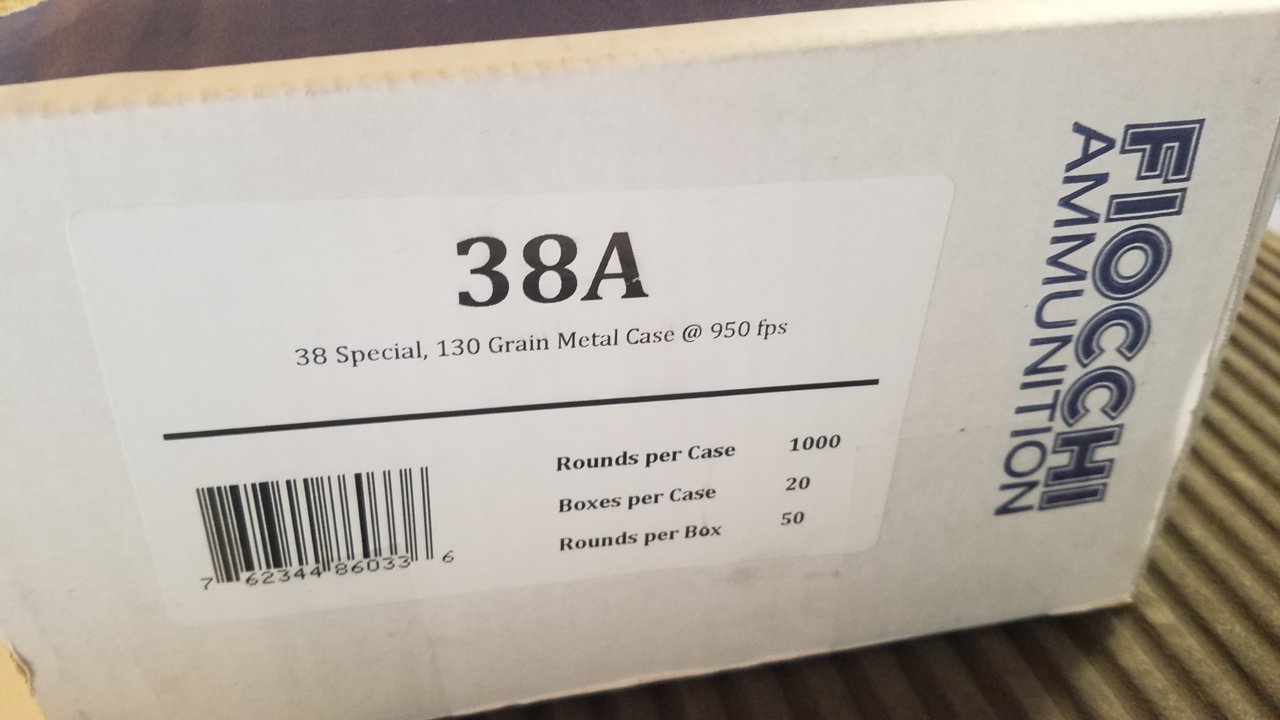 38A
38 Special, 130 Grain Metal Case @ 950 fps
Rounds per Case 1000
Boxes per Case 20
Rounds per Box 50
7 62344 86033 6
FIOCCHI
AMMUNITION